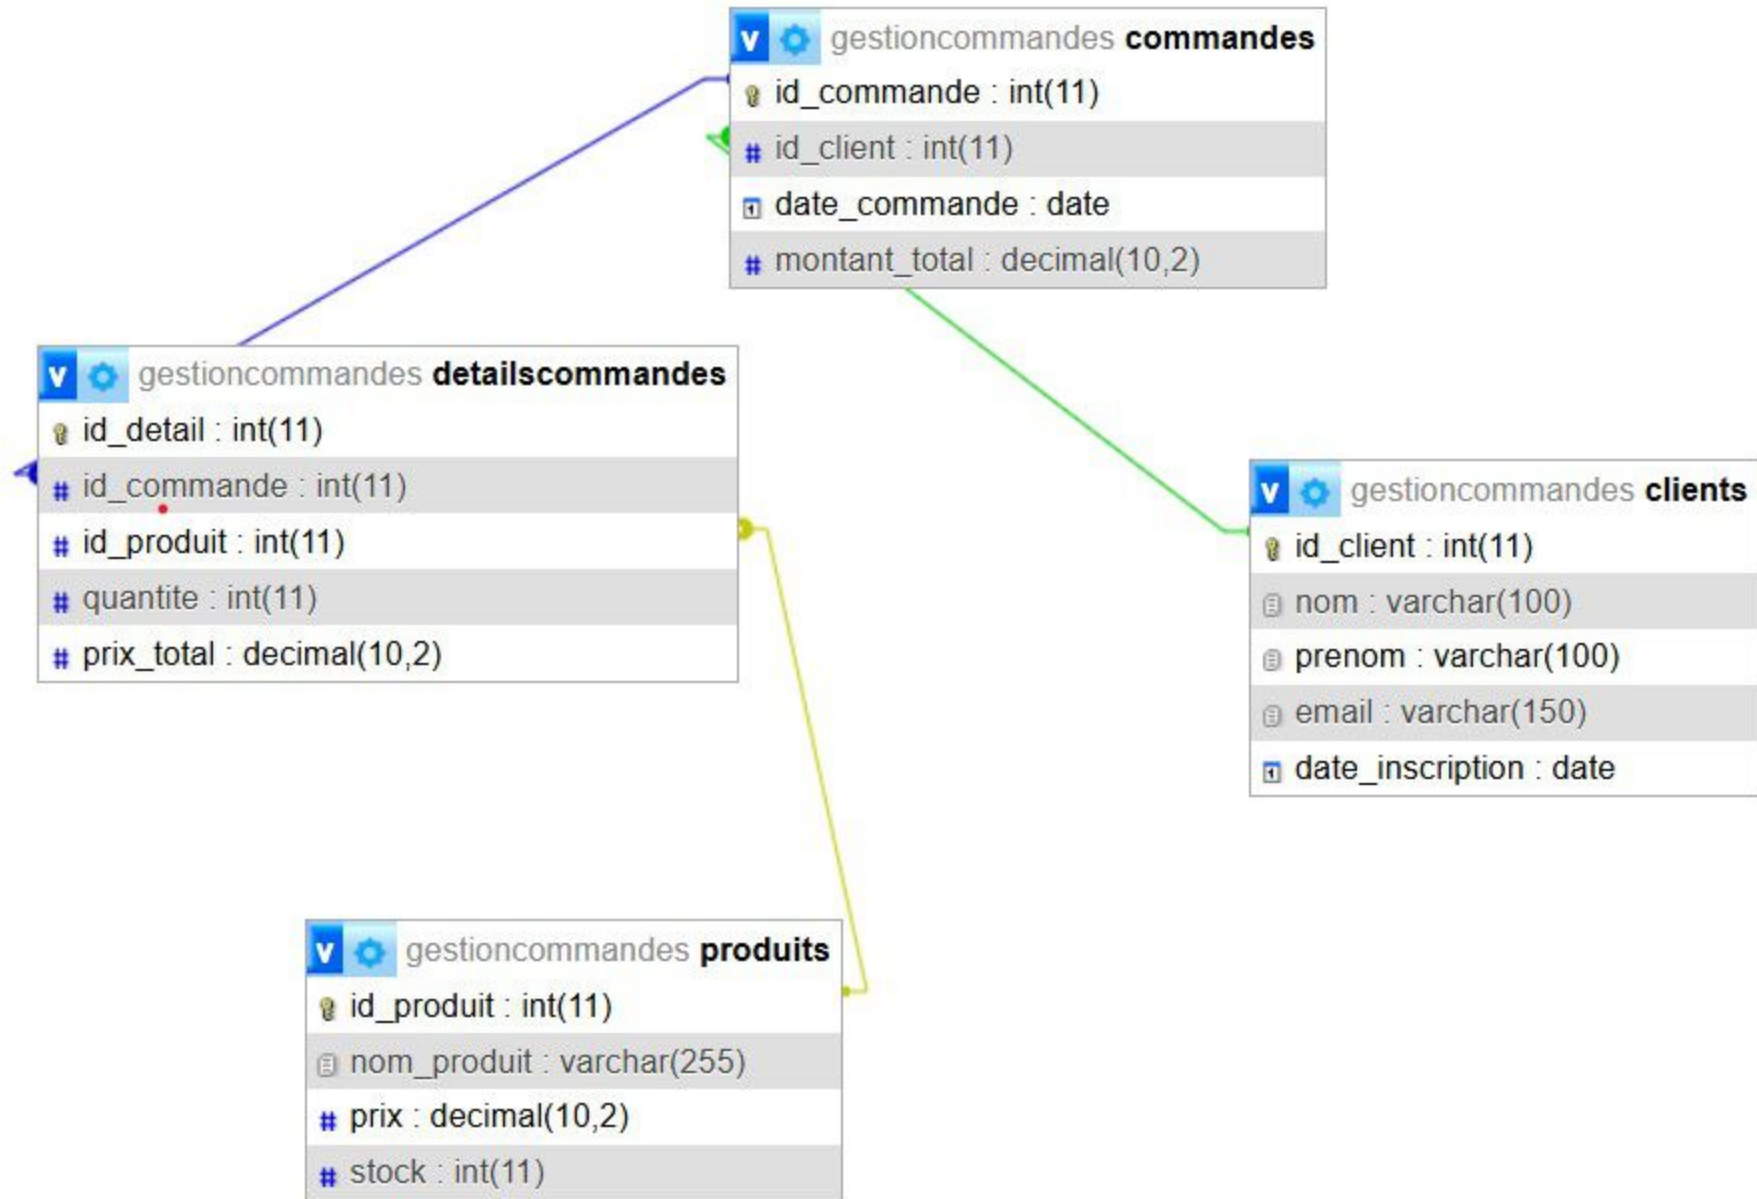 v gestioncommandes commandes
id_commande : int(11)
# id_client : int(11)
date_commande : date
# montant_total : decimal(10,2)
v gestioncommandes detailscommandes
id_detail : int(11)
# id_commande : int(11)
# id_produit : int(11)
# quantite : int(11)
# prix_total : decimal(10,2)
v gestioncommandes clients
id_client : int(11)
nom : varchar(100)
prenom : varchar(100)
email : varchar(150)
date_inscription : date
v gestioncommandes produits
id_produit : int(11)
nom_produit : varchar(255)
# prix : decimal(10,2)
# stock : int(11)